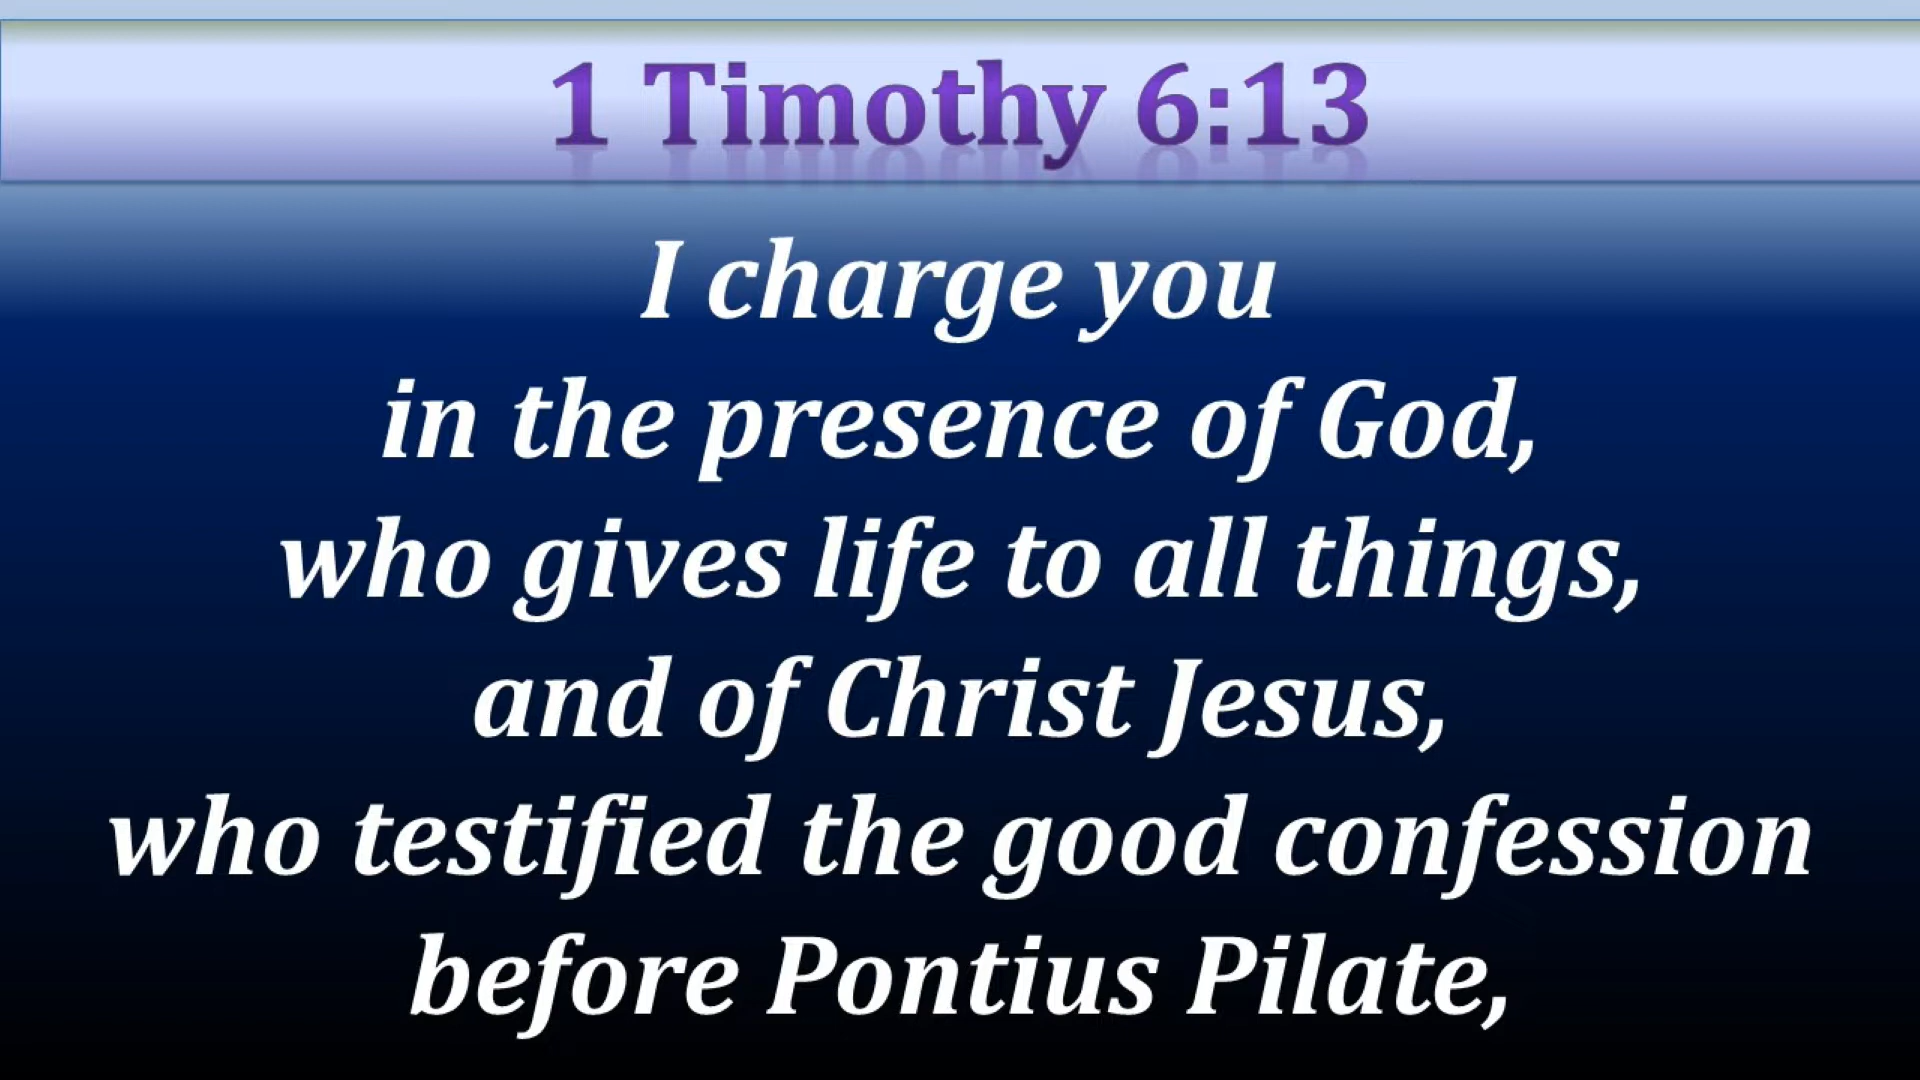 1 Timothy 6:13
I charge you
in the presence of God,
who gives life to all things,
and of Christ Jesus,
who testified the good confession
before Pontius Pilate,